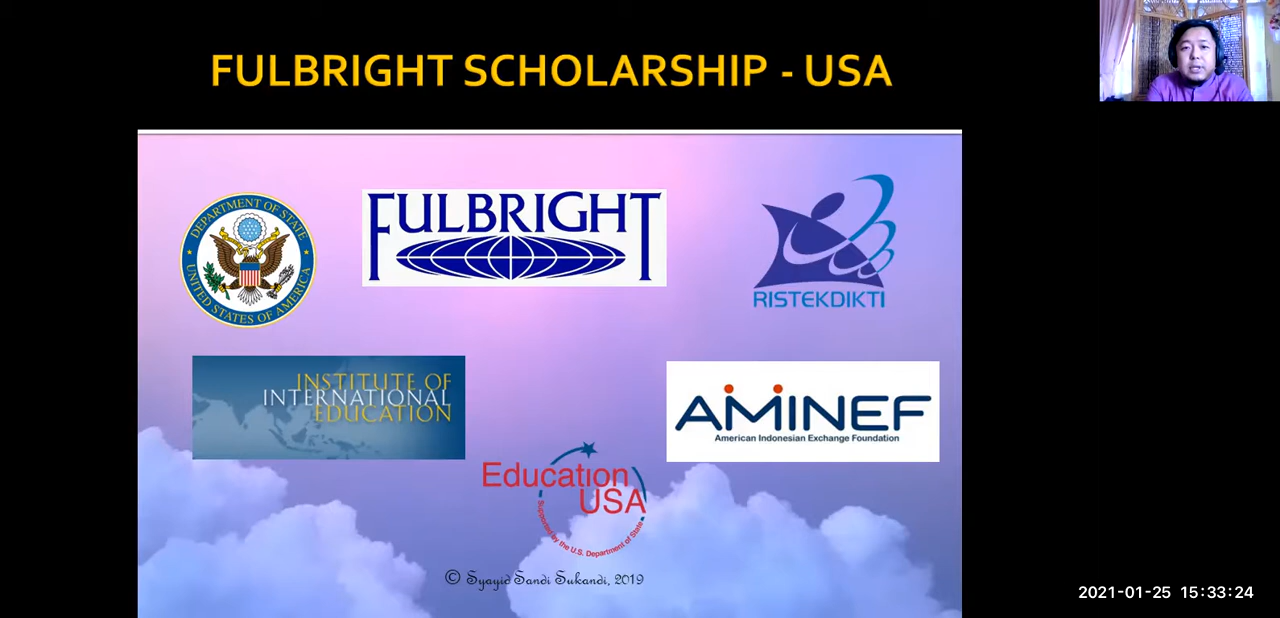 FULBRIGHT SCHOLARSHIP - USA
DEPARTMENT OF STATE
UNITED STATES OF AMERICA
FULBRIGHT
RISTEKDIKTI
INSTITUTE OF
INTERNATIONAL
EDUCATION
AMINEF
American Indonesian Exchange Foundation
Education
USA
Supported by the U.S. Department of State
© Syayid Sandi Sukandi, 2019
2021-01-25 15:33:24